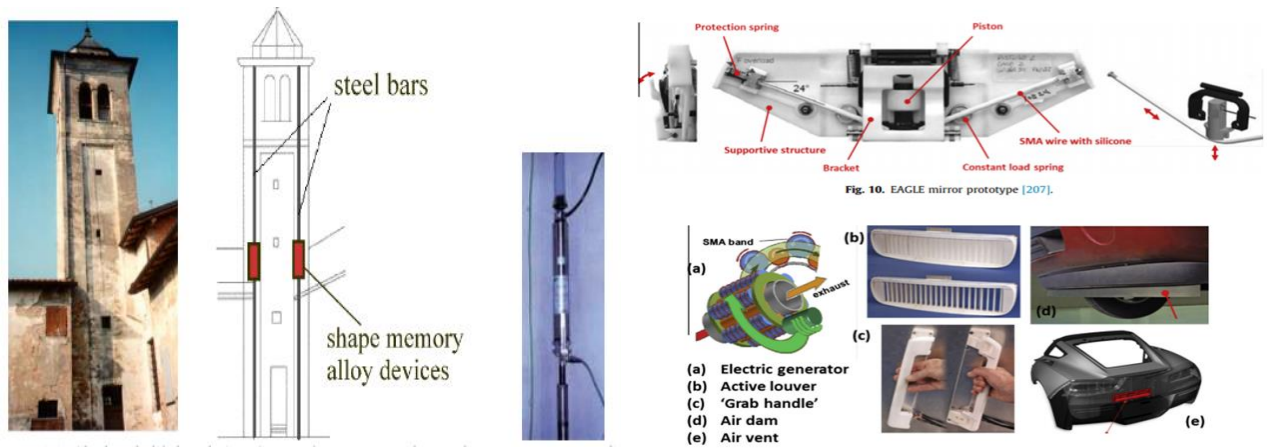 steel bars
shape memory
alloy devices
Protection spring
Piston
24°
Supportive structure
Bracket
SMA wire with silicone
Constant load spring
Fig. 10. EAGLE mirror prototype [207].
SMA band
(a)
exhaust
(b)
(c)
(d)
(e)
(a) Electric generator
(b) Active louver
(c) ‘Grab handle’
(d) Air dam
(e) Air vent